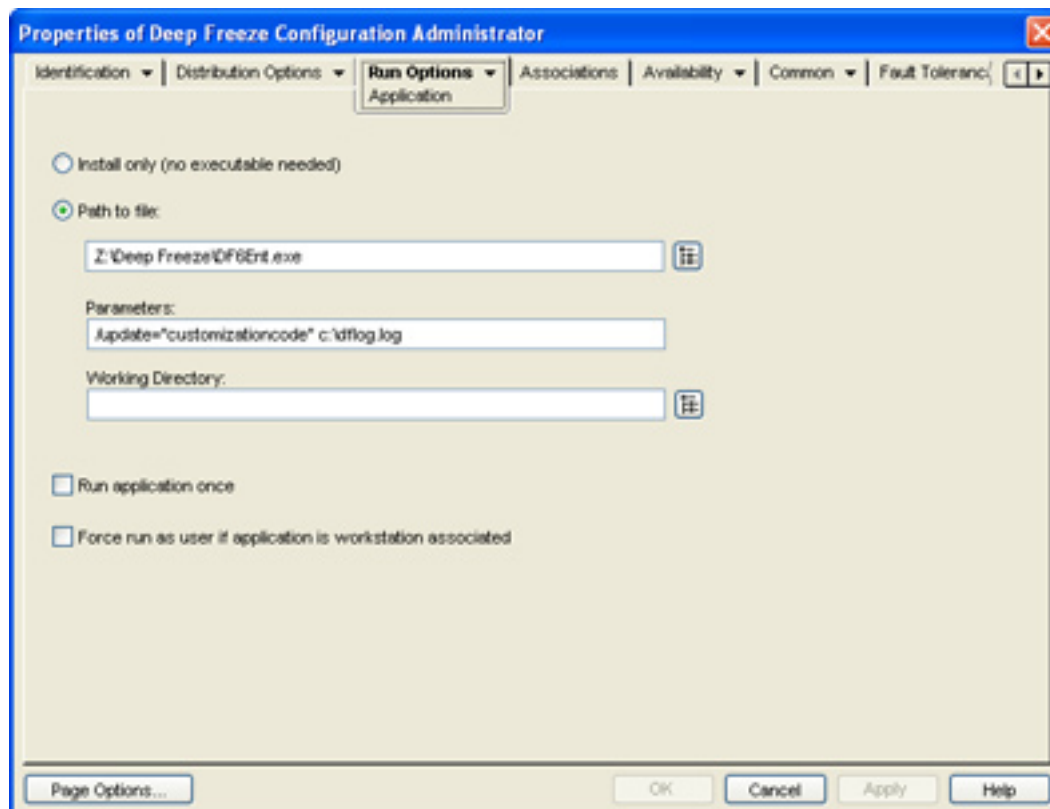 Properties of Deep Freeze Configuration Administrator
Identification Distribution Options Run Options Associations Availability Common Fault Toleranc
Application
Install only (no executable needed)
Path to file:
Z:\Deep Freeze\DF6Ent.exe
Parameters:
/update="customizationcode" c:\dflog.log
Working Directory:
Run application once
Force run as user if application is workstation associated
Page Options... OK Cancel Apply Help